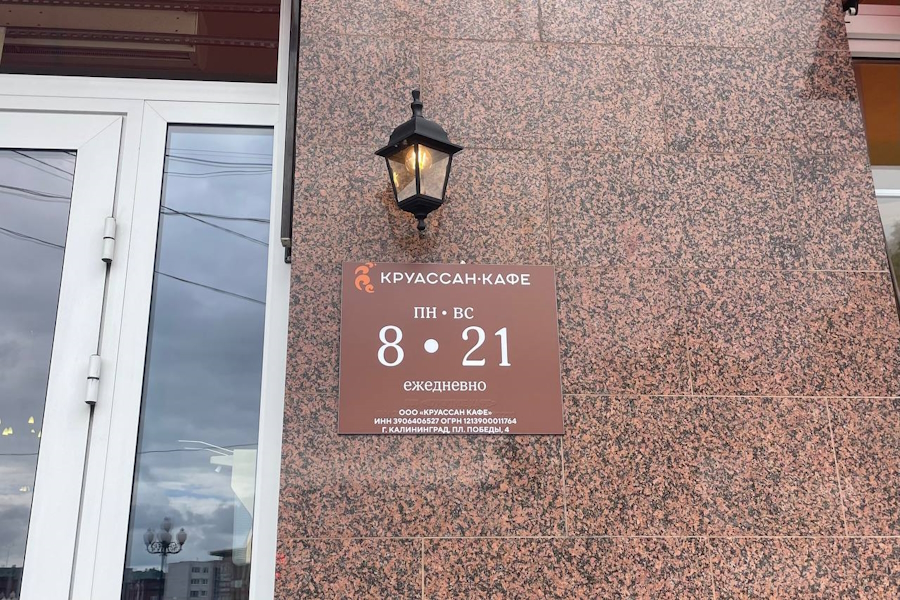 КРУАССАН·КАФЕ
ПН • ВС
8 • 21
ежедневно
ООО «КРУАССАН КАФЕ»
ИНН 3906406527 ОГРН 1213900011764
Г. КАЛИНИНГРАД, ПЛ. ПОБЕДЫ, 4